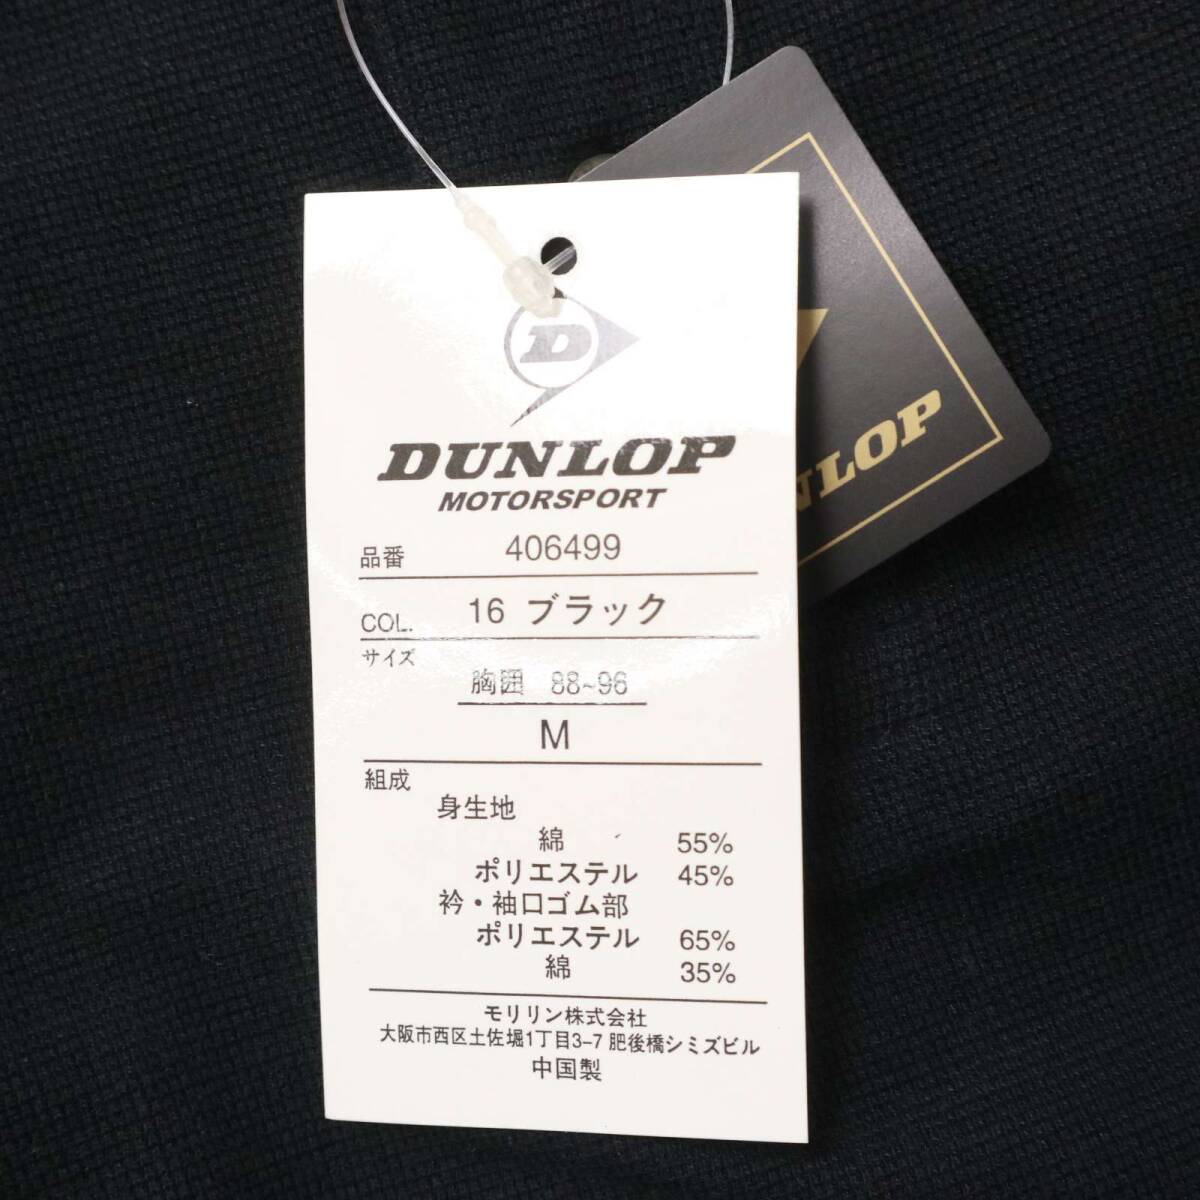 D
DUNLOP
MOTORSPORT
品番 406499
COL. 16 ブラック
サイズ
胸囲 88~96
M
組成
身生地
綿 55%
ポリエステル 45%
衿・袖口ゴム部
ポリエステル 65%
綿 35%
モリリン株式会社
大阪市西区土佐堀1丁目3-7 肥後橋シミズビル
中国製
NLOP